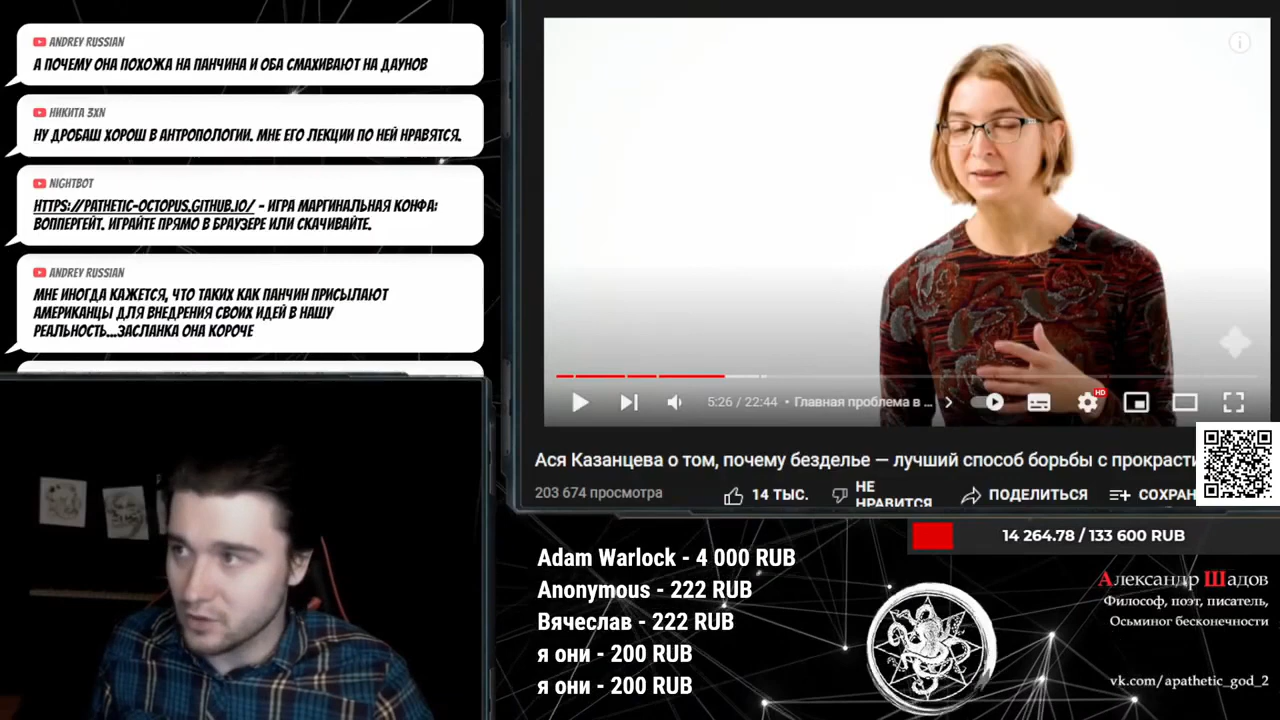 ANDREY RUSSIAN
А ПОЧЕМУ ОНА ПОХОЖА НА ПАНЧИНА И ОБА СМАХИВАЮТ НА ДАУНОВ
НИКИТА ЗХN
НУ ДРОБАШ ХОРОШ В АНТРОПОЛОГИИ. МНЕ ЕГО ЛЕКЦИИ ПО НЕЙ НРАВЯТСЯ.
NIGHTBOT
HTTPS://PATHETIC-OCTOPUS.GITHUB.IO/ - ИГРА МАРГИНАЛЬНАЯ КОНФА:
ВОППЕРГЕЙТ. ИГРАЙТЕ ПРЯМО В БРАУЗЕРЕ ИЛИ СКАЧИВАЙТЕ.
ANDREY RUSSIAN
МНЕ ИНОГДА КАЖЕТСЯ, ЧТО ТАКИХ КАК ПАНЧИН ПРИСЫЛАЮТ
АМЕРИКАНЦЫ ДЛЯ ВНЕДРЕНИЯ СВОИХ ИДЕЙ В НАШУ
РЕАЛЬНОСТЬ...ЗАСЛАНКА ОНА КОРОЧЕ
5:26 / 22:44 • Главная проблема в ...
HD
Ася Казанцева о том, почему безделье — лучший способ борьбы с прокрасти
203 674 просмотра
14 ТЫС.
НЕ
НРАВИТСЯ
ПОДЕЛИТЬСЯ
СОХРАН
14 264.78 / 133 600 RUB
Adam Warlock - 4 000 RUB
Anonymous - 222 RUB
Вячеслав - 222 RUB
я они - 200 RUB
я они - 200 RUB
Александр Шадов
Философ, поэт, писатель,
Осьминог бесконечности
vk.com/apathetic_god_2